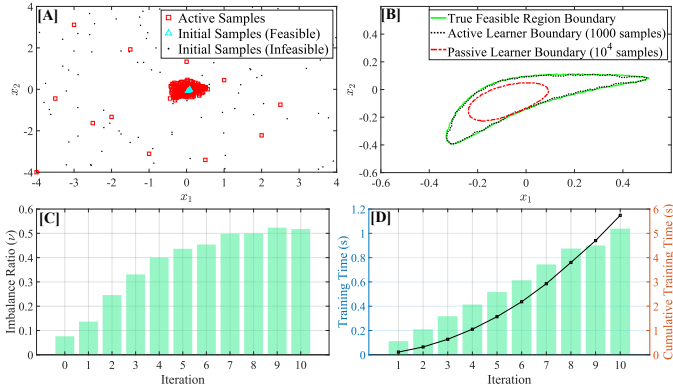 [A]
Active Samples
Initial Samples (Feasible)
Initial Samples (Infeasible)
4
2
0
-2
-4
x2
-4 -3 -2 -1 0 1 2 3 4
x1
[B]
True Feasible Region Boundary
Active Learner Boundary (1000 samples)
Passive Learner Boundary (10^4 samples)
0.6
0.4
0.2
0
-0.2
-0.4
-0.6
x2
-0.6 -0.4 -0.2 0 0.2 0.4 0.6
x1
[C]
0.6
0.5
0.4
0.3
0.2
0.1
0
Imbalance Ratio (ν)
0 1 2 3 4 5 6 7 8 9 10
Iteration
[D]
1.2
1
0.8
0.6
0.4
0.2
0
Training Time (s)
6
5
4
3
2
1
0
Cumulative Training Time (s)
1 2 3 4 5 6 7 8 9 10
Iteration